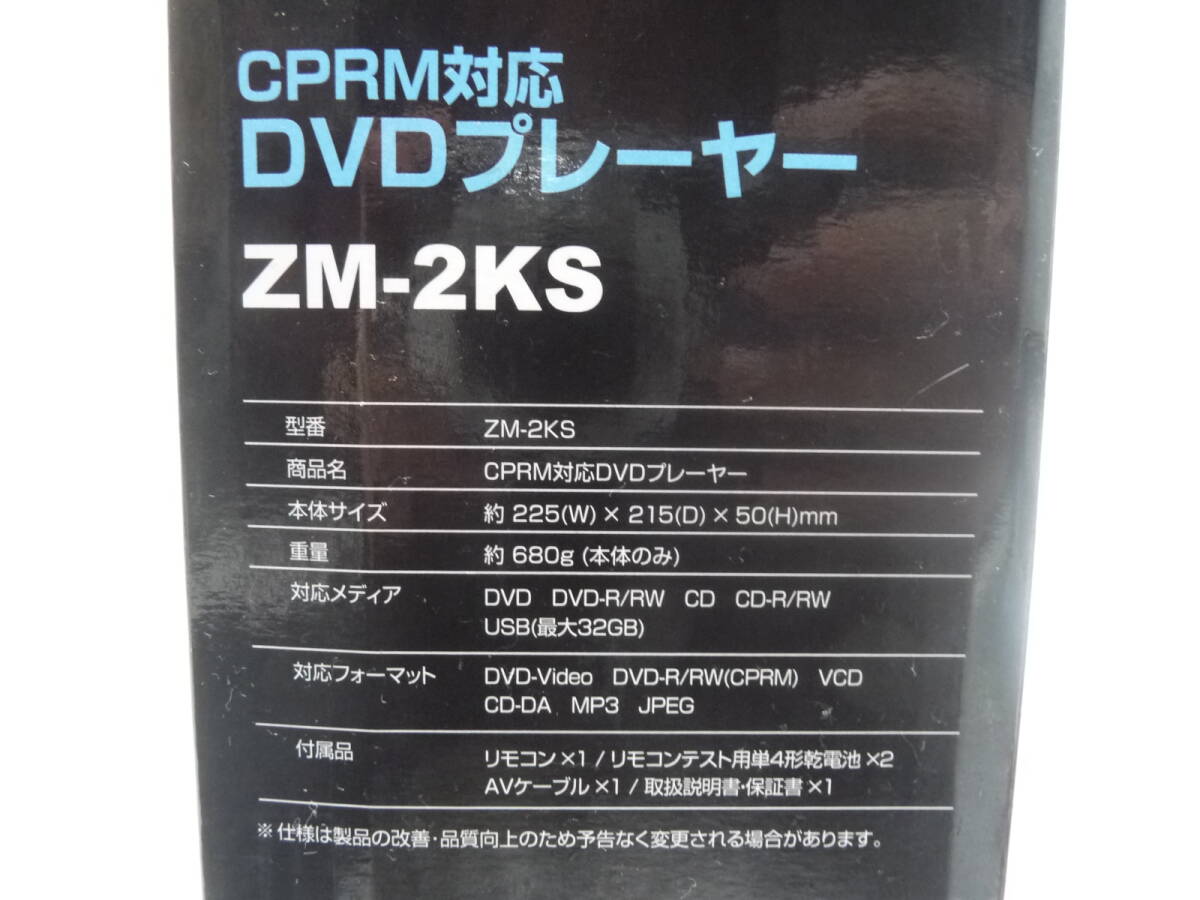 CPRM対応
DVDプレーヤー
ZM-2KS
型番 ZM-2KS
商品名 CPRM対応DVDプレーヤー
本体サイズ 約 225(W) × 215(D) × 50(H)mm
重量 約 680g (本体のみ)
対応メディア DVD DVD-R/RW CD CD-R/RW
USB(最大32GB)
対応フォーマット DVD-Video DVD-R/RW(CPRM) VCD
CD-DA MP3 JPEG
付属品 リモコン ×1 / リモコンテスト用単4形乾電池 ×2
AVケーブル ×1 / 取扱説明書・保証書 ×1
※ 仕様は製品の改善・品質向上のため予告なく変更される場合があります。